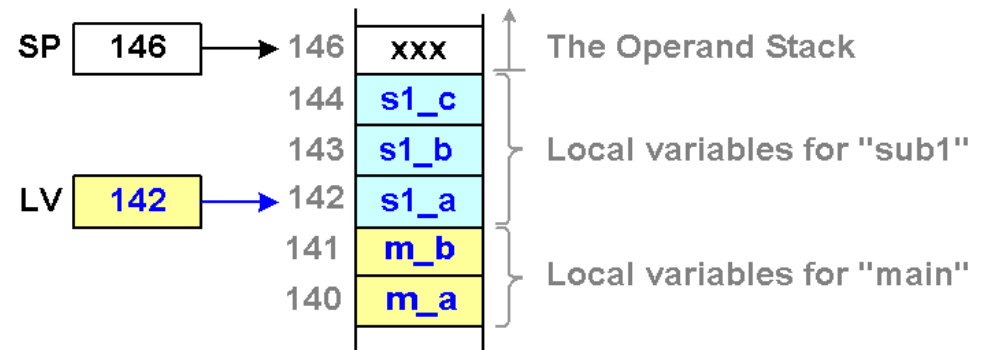 SP 146 146 xxx The Operand Stack
144 s1_c
143 s1_b Local variables for "sub1"
LV 142 142 s1_a
141 m_b
Local variables for "main"
140 m_a